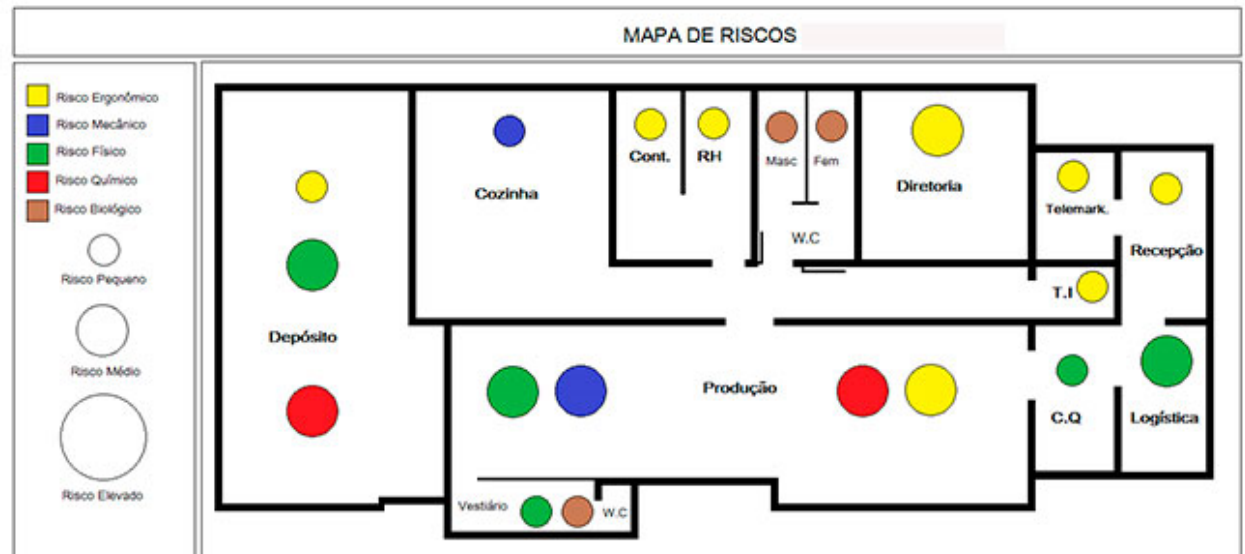 MAPA DE RISCOS
Risco Ergonômico
Risco Mecânico
Risco Físico
Risco Químico
Risco Biológico
Risco Pequeno
Risco Médio
Risco Elevado
Cozinha
Cont.
RH
Masc
Fem
W.C
Diretoria
Telemark.
Recepção
T.I
Depósito
Produção
C.Q
Logística
Vestiário
W.C